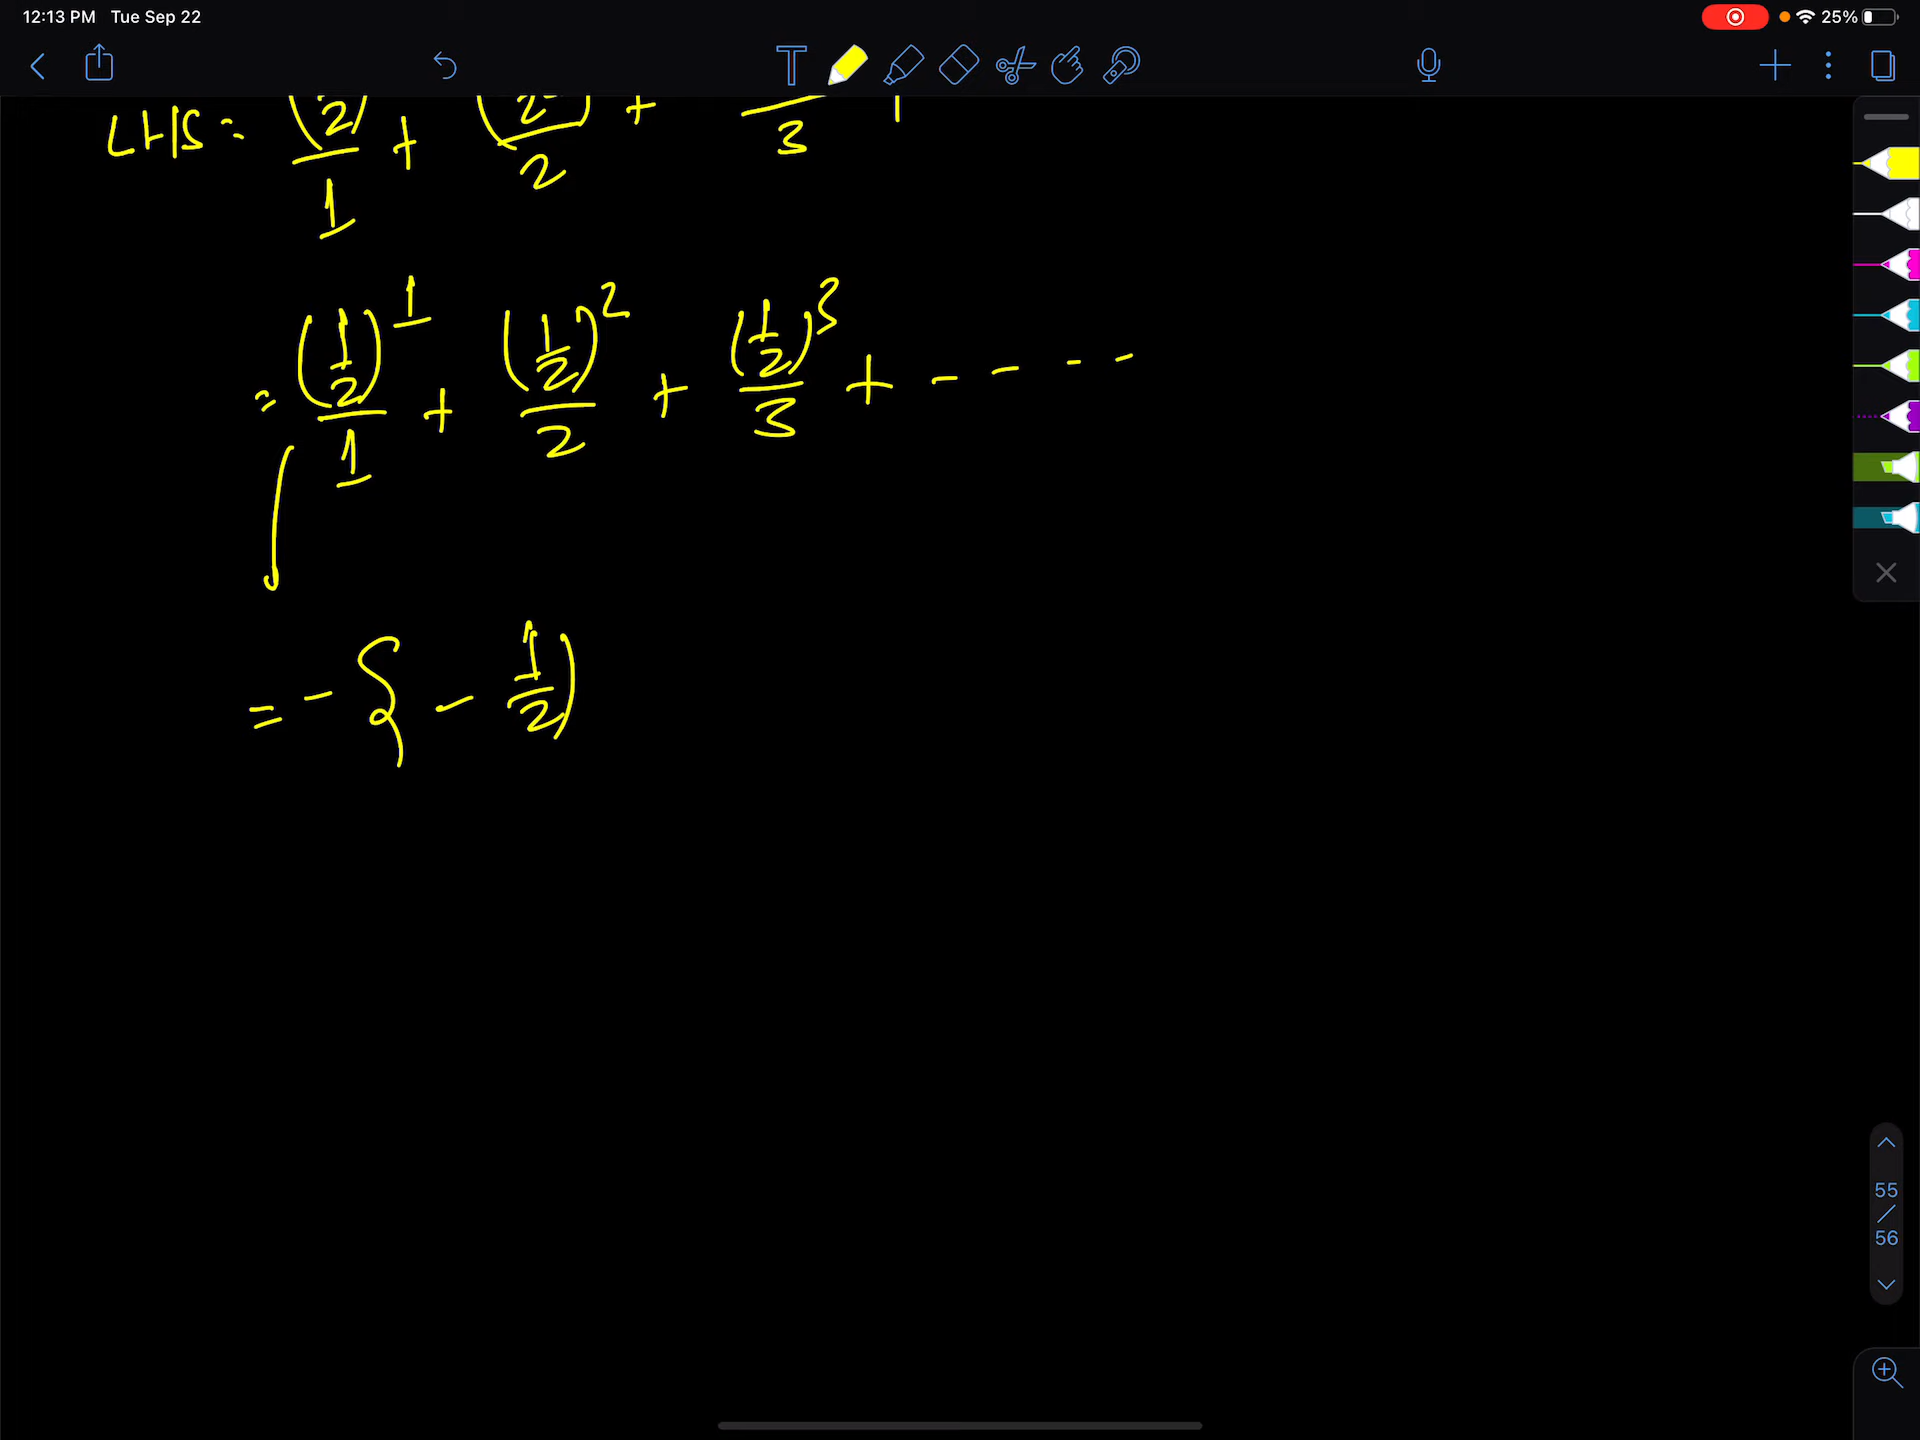 12:13 PM Tue Sep 22 25%
LHS = (2)/1 + (2)/2 + /3 +
= (1/2)^1/1 + (1/2)^2/2 + (1/2)^3/3 + - - - -
∫
= - { - 1/2)
55
/
56